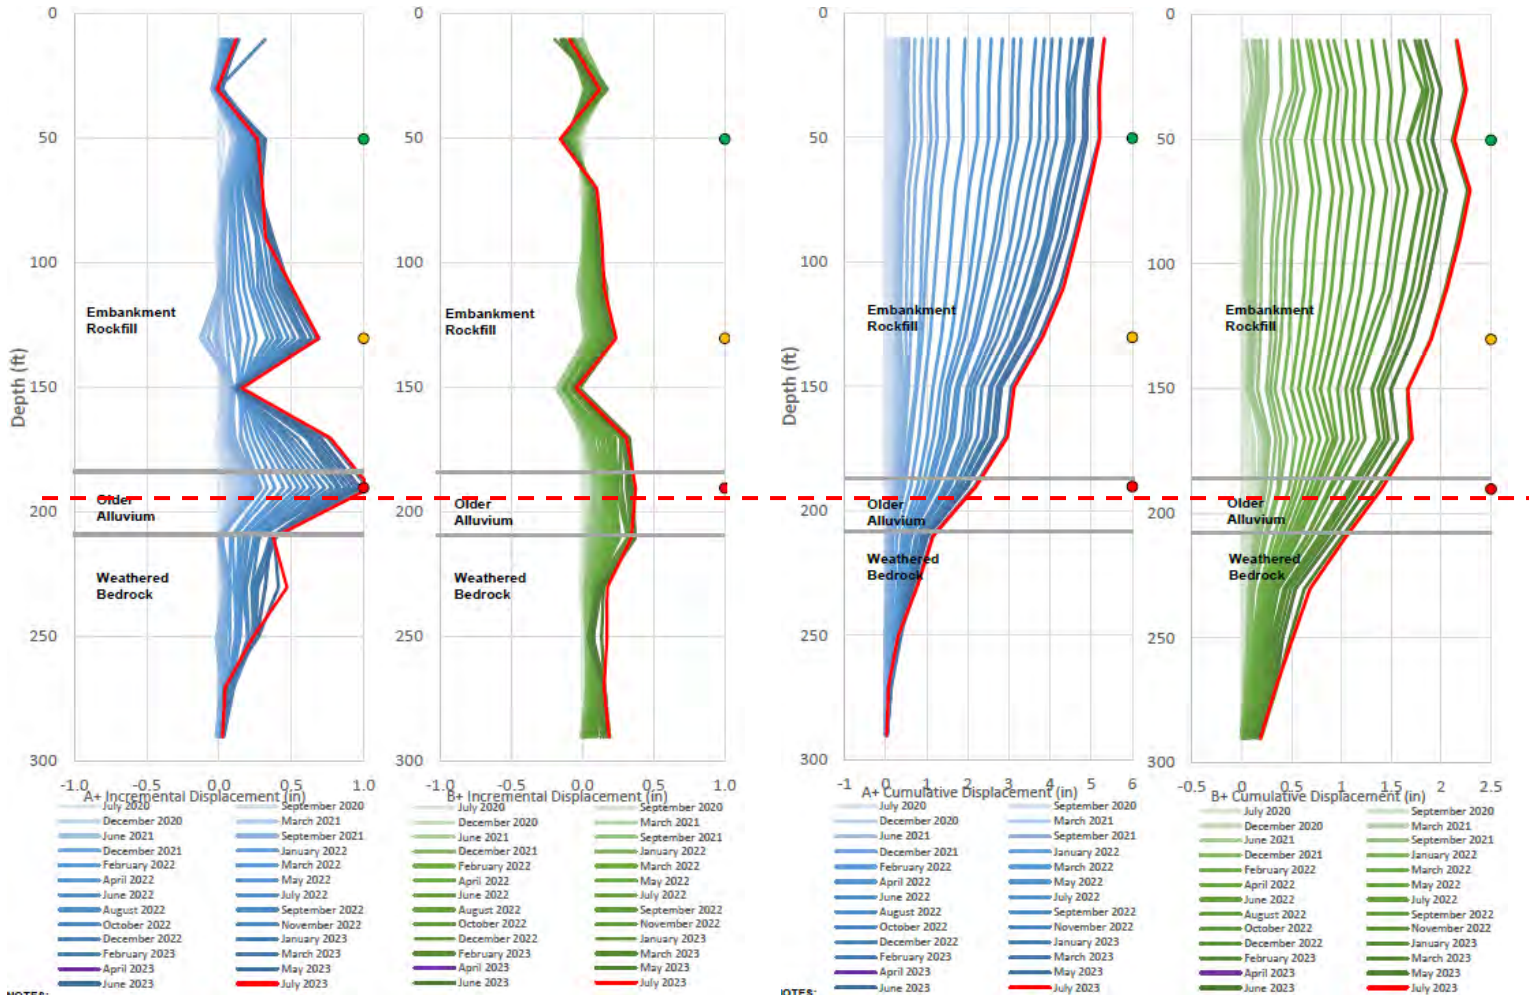 0
50
100
150
200
250
300
Depth (ft)
Embankment
Rockfill
Older
Alluvium
Weathered
Bedrock
-1.0 -0.5 0.0 0.5 1.0
A+ Incremental Displacement (in)
July 2020 September 2020
December 2020 March 2021
June 2021 September 2021
December 2021 January 2022
February 2022 March 2022
April 2022 May 2022
June 2022 July 2022
August 2022 September 2022
October 2022 November 2022
December 2022 January 2023
February 2023 March 2023
April 2023 May 2023
June 2023 July 2023
NOTES:
0
50
100
150
200
250
300
Embankment
Rockfill
Older
Alluvium
Weathered
Bedrock
-1.0 -0.5 0.0 0.5 1.0
B+ Incremental Displacement (in)
July 2020 September 2020
December 2020 March 2021
June 2021 September 2021
December 2021 January 2022
February 2022 March 2022
April 2022 May 2022
June 2022 July 2022
August 2022 September 2022
October 2022 November 2022
December 2022 January 2023
February 2023 March 2023
April 2023 May 2023
June 2023 July 2023
0
50
100
150
200
250
300
Depth (ft)
Embankment
Rockfill
Older
Alluvium
Weathered
Bedrock
-1 0 1 2 3 4 5 6
A+ Cumulative Displacement (in)
July 2020 September 2020
December 2020 March 2021
June 2021 September 2021
December 2021 January 2022
February 2022 March 2022
April 2022 May 2022
June 2022 July 2022
August 2022 September 2022
October 2022 November 2022
December 2022 January 2023
February 2023 March 2023
April 2023 May 2023
June 2023 July 2023
OTES:
0
50
100
150
200
250
300
Embankment
Rockfill
Older
Alluvium
Weathered
Bedrock
-0.5 0 0.5 1 1.5 2 2.5
B+ Cumulative Displacement (in)
July 2020 September 2020
December 2020 March 2021
June 2021 September 2021
December 2021 January 2022
February 2022 March 2022
April 2022 May 2022
June 2022 July 2022
August 2022 September 2022
October 2022 November 2022
December 2022 January 2023
February 2023 March 2023
April 2023 May 2023
June 2023 July 2023